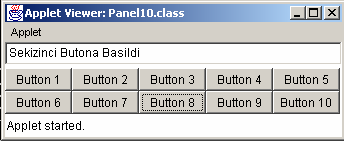 Applet Viewer: Panel10.class
Applet
Sekizinci Butona Basildi
Button 1 Button 2 Button 3 Button 4 Button 5
Button 6 Button 7 Button 8 Button 9 Button 10
Applet started.